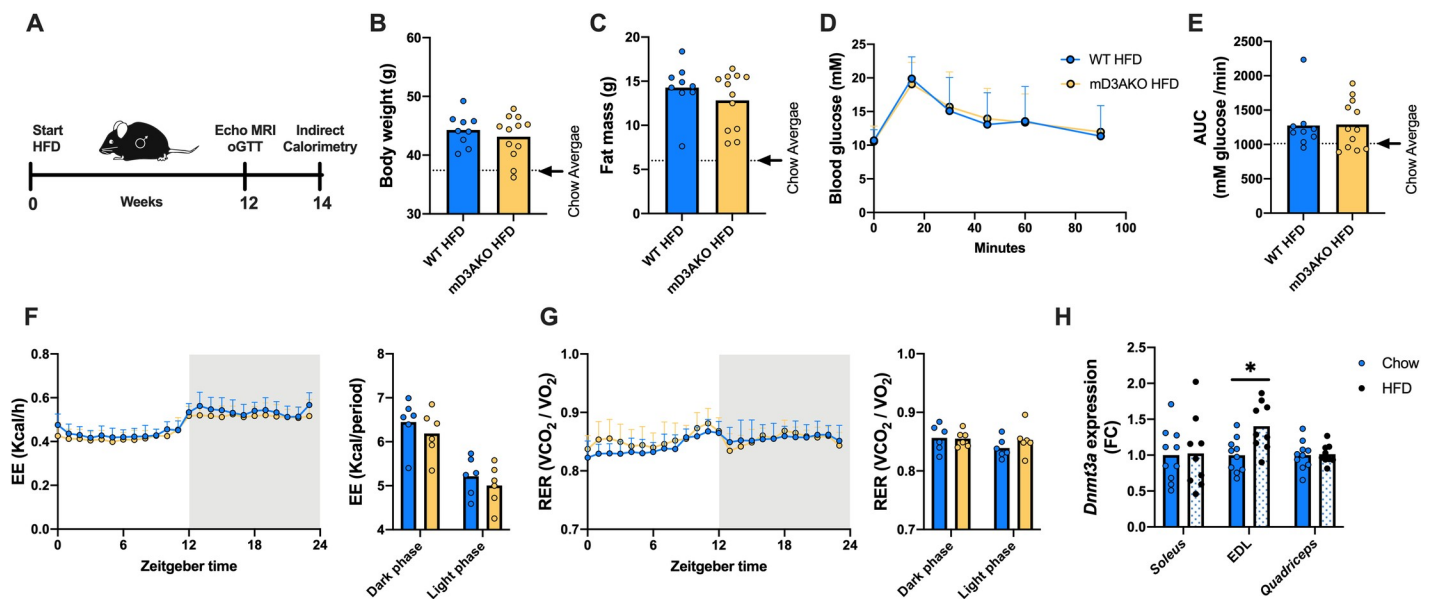 A
Start
HFD
Echo MRI
oGTT
Indirect
Calorimetry
0
Weeks
12
14
B
Body weight (g)
60
50
40
30
WT HFD
mD3AKO HFD
Chow Avergae
C
Fat mass (g)
20
15
10
5
0
WT HFD
mD3AKO HFD
Chow Avergae
D
Blood glucose (mM)
25
20
15
10
0
0
20
40
60
80
100
Minutes
WT HFD
mD3AKO HFD
E
AUC
(mM glucose /min)
2500
2000
1500
1000
500
0
WT HFD
mD3AKO HFD
Chow Avergae
F
EE (Kcal/h)
0.8
0.6
0.4
0.2
0.0
0
6
12
18
24
Zeitgeber time
EE (Kcal/period)
8
7
6
5
4
Dark phase
Light phase
G
RER (VCO2 / VO2)
1.0
0.9
0.8
0.7
0
6
12
18
24
Zeitgeber time
RER (VCO2 / VO2)
1.0
0.9
0.8
0.7
Dark phase
Light phase
H
Dnmt3a expression
(FC)
2.5
2.0
1.5
1.0
0.5
0.0
*
Chow
HFD
Soleus
EDL
Quadriceps